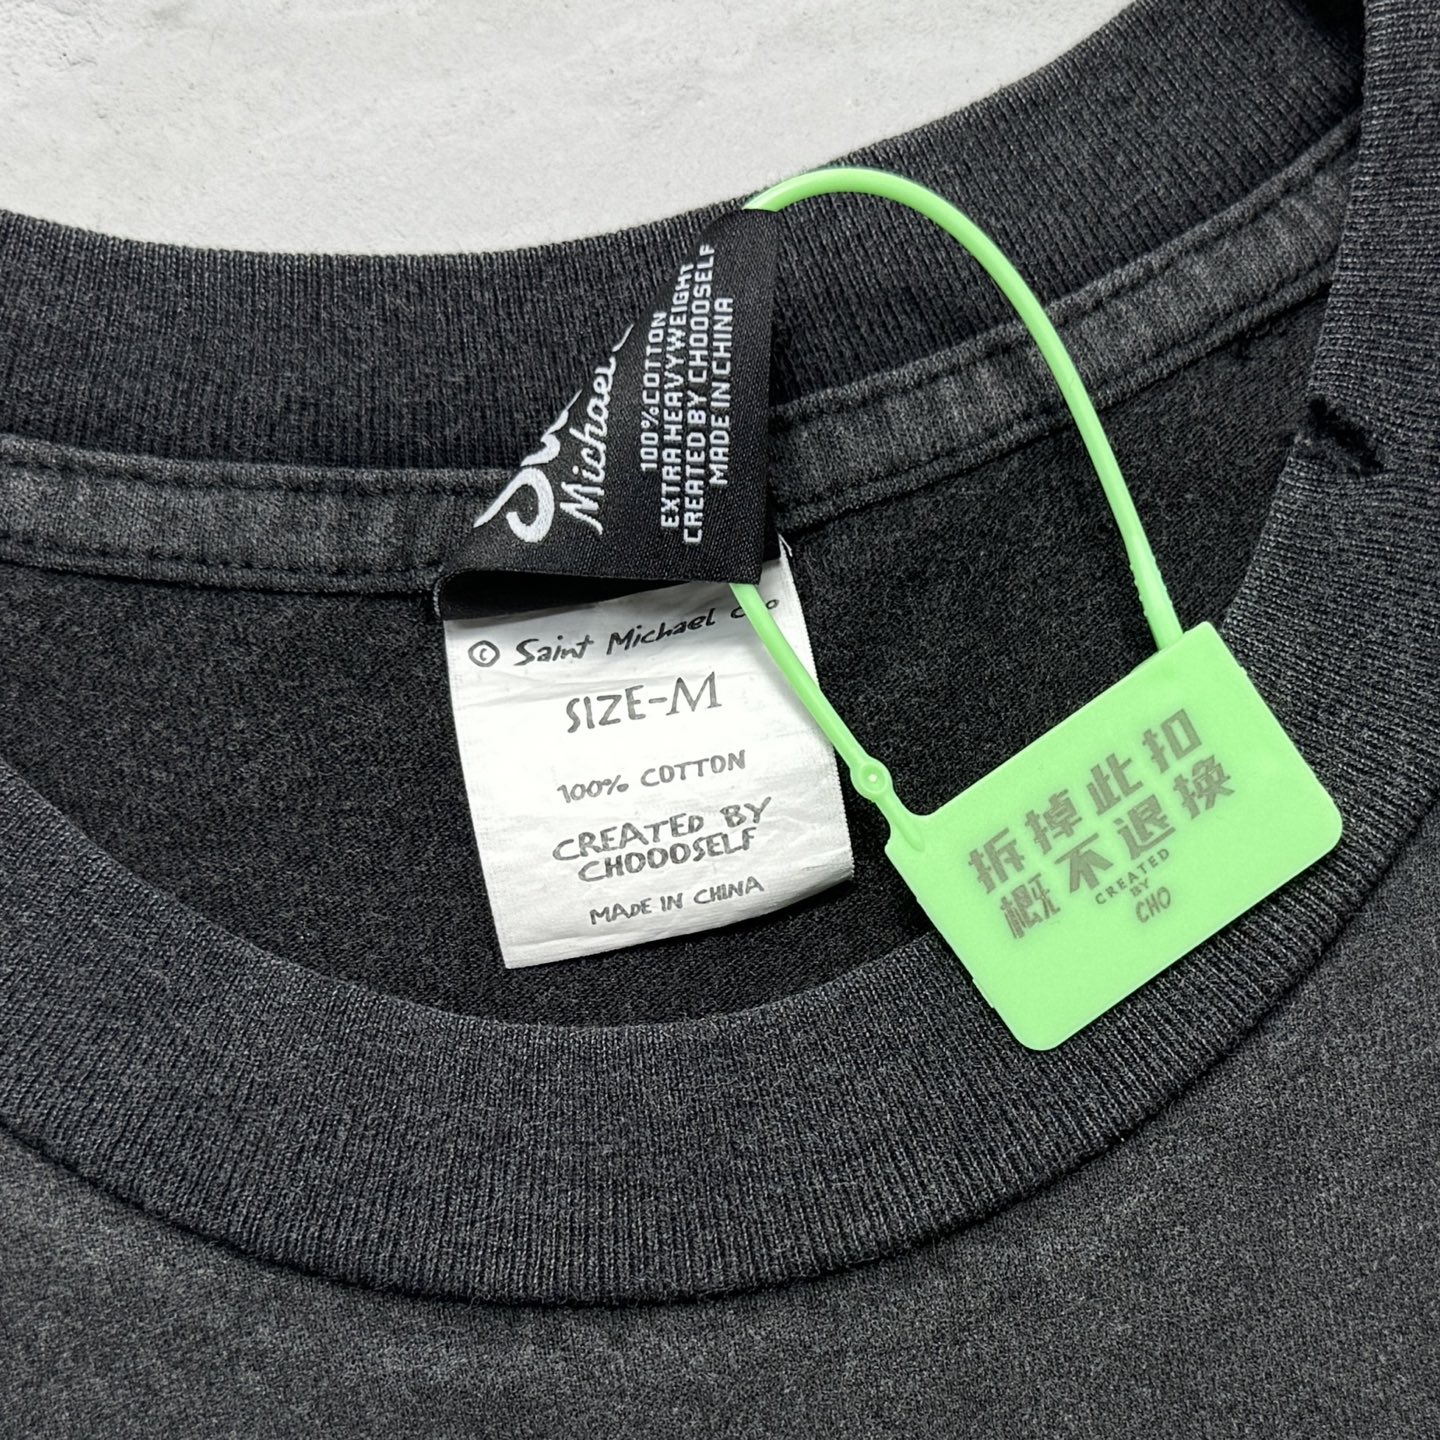 Michael
100%COTTON
EXTRA HEAVYWEIGHT
CREATED BY CHOOOSELF
MADE IN CHINA
© Saint Michael Cho
SIZE-M
100% COTTON
CREATED BY
CHOOOSELF
MADE IN CHINA
拆掉此扣
概不退换
CREATED
BY
CHO